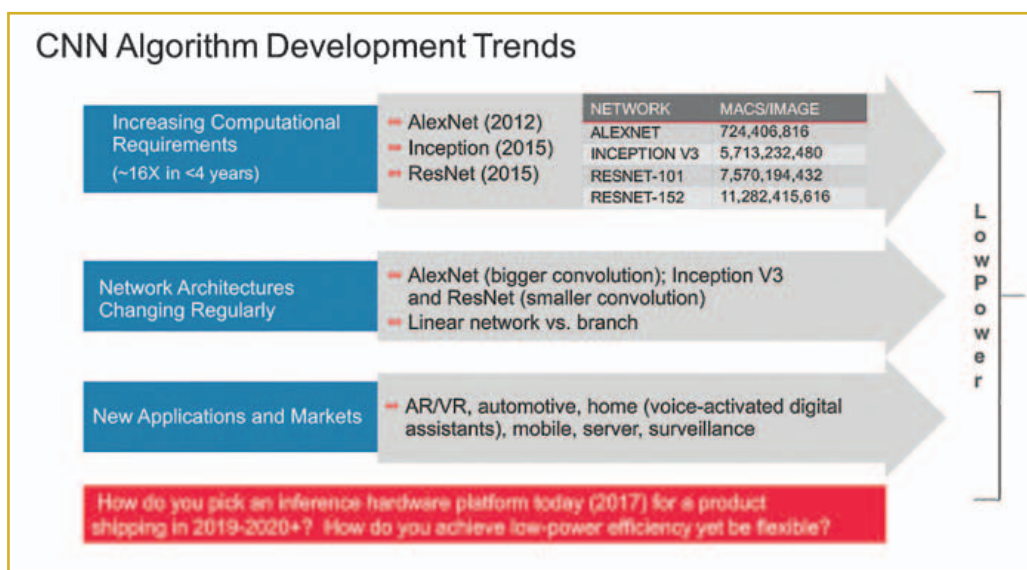 CNN Algorithm Development Trends
Increasing Computational
Requirements
(~16X in <4 years)
AlexNet (2012)
Inception (2015)
ResNet (2015)
NETWORK MACS/IMAGE
ALEXNET 724,406,816
INCEPTION V3 5,713,232,480
RESNET-101 7,570,194,432
RESNET-152 11,282,415,616
Network Architectures
Changing Regularly
AlexNet (bigger convolution); Inception V3
and ResNet (smaller convolution)
Linear network vs. branch
New Applications and Markets
AR/VR, automotive, home (voice-activated digital
assistants), mobile, server, surveillance
LowPower
How do you pick an inference hardware platform today (2017) for a product
shipping in 2019-2020+? How do you achieve low-power efficiency yet be flexible?